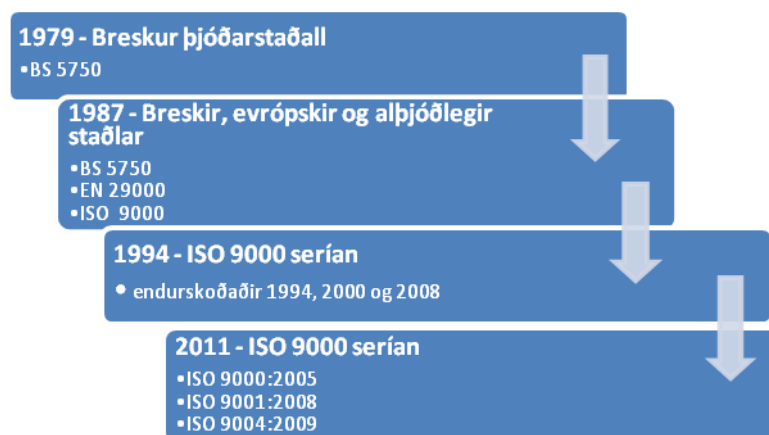 1979 - Breskur þjóðarstaðall
•BS 5750
1987 - Breskir, evrópskir og alþjóðlegir
staðlar
•BS 5750
•EN 29000
•ISO 9000
1994 - ISO 9000 serían
• endurskoðaðir 1994, 2000 og 2008
2011 - ISO 9000 serían
•ISO 9000:2005
•ISO 9001:2008
•ISO 9004:2009